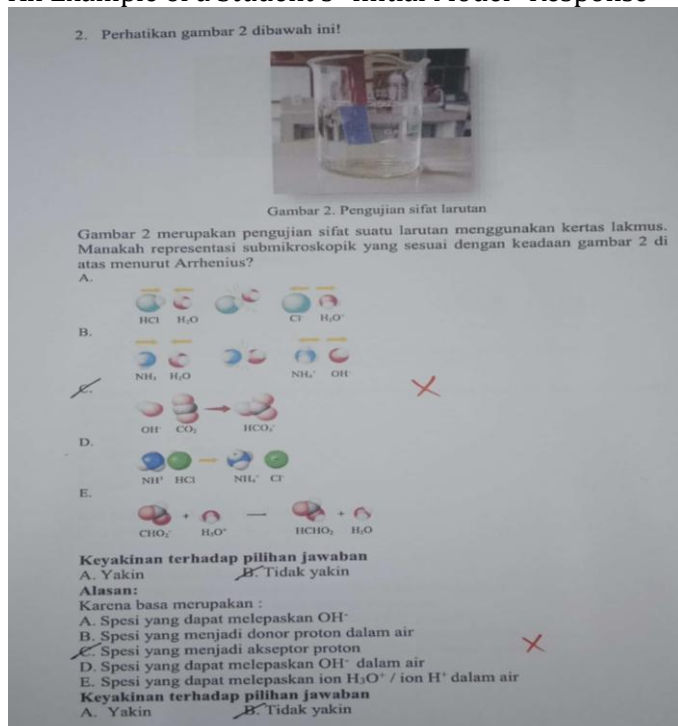 An Example of a Student's "Initial Model" Response
2. Perhatikan gambar 2 dibawah ini!
Gambar 2. Pengujian sifat larutan
Gambar 2 merupakan pengujian sifat suatu larutan menggunakan kertas lakmus.
Manakah representasi submikroskopik yang sesuai dengan keadaan gambar 2 di
atas menurut Arrhenius?
A.
HCl H₂O Cl⁻ H₃O⁺
B.
NH₃ H₂O NH₄⁺ OH⁻
C.
OH⁻ CO₂ HCO₃⁻
D.
HCl Cl⁻
E.
CHO₂⁻ + H₃O⁺ — HCHO₂ + H₂O
Keyakinan terhadap pilihan jawaban
A. Yakin B. Tidak yakin
Alasan:
Karena basa merupakan :
A. Spesi yang dapat melepaskan OH⁻
B. Spesi yang menjadi donor proton dalam air
C. Spesi yang menjadi akseptor proton
D. Spesi yang dapat melepaskan OH⁻ dalam air
E. Spesi yang dapat melepaskan ion H₃O⁺ / ion H⁺ dalam air
Keyakinan terhadap pilihan jawaban
A. Yakin B. Tidak yakin